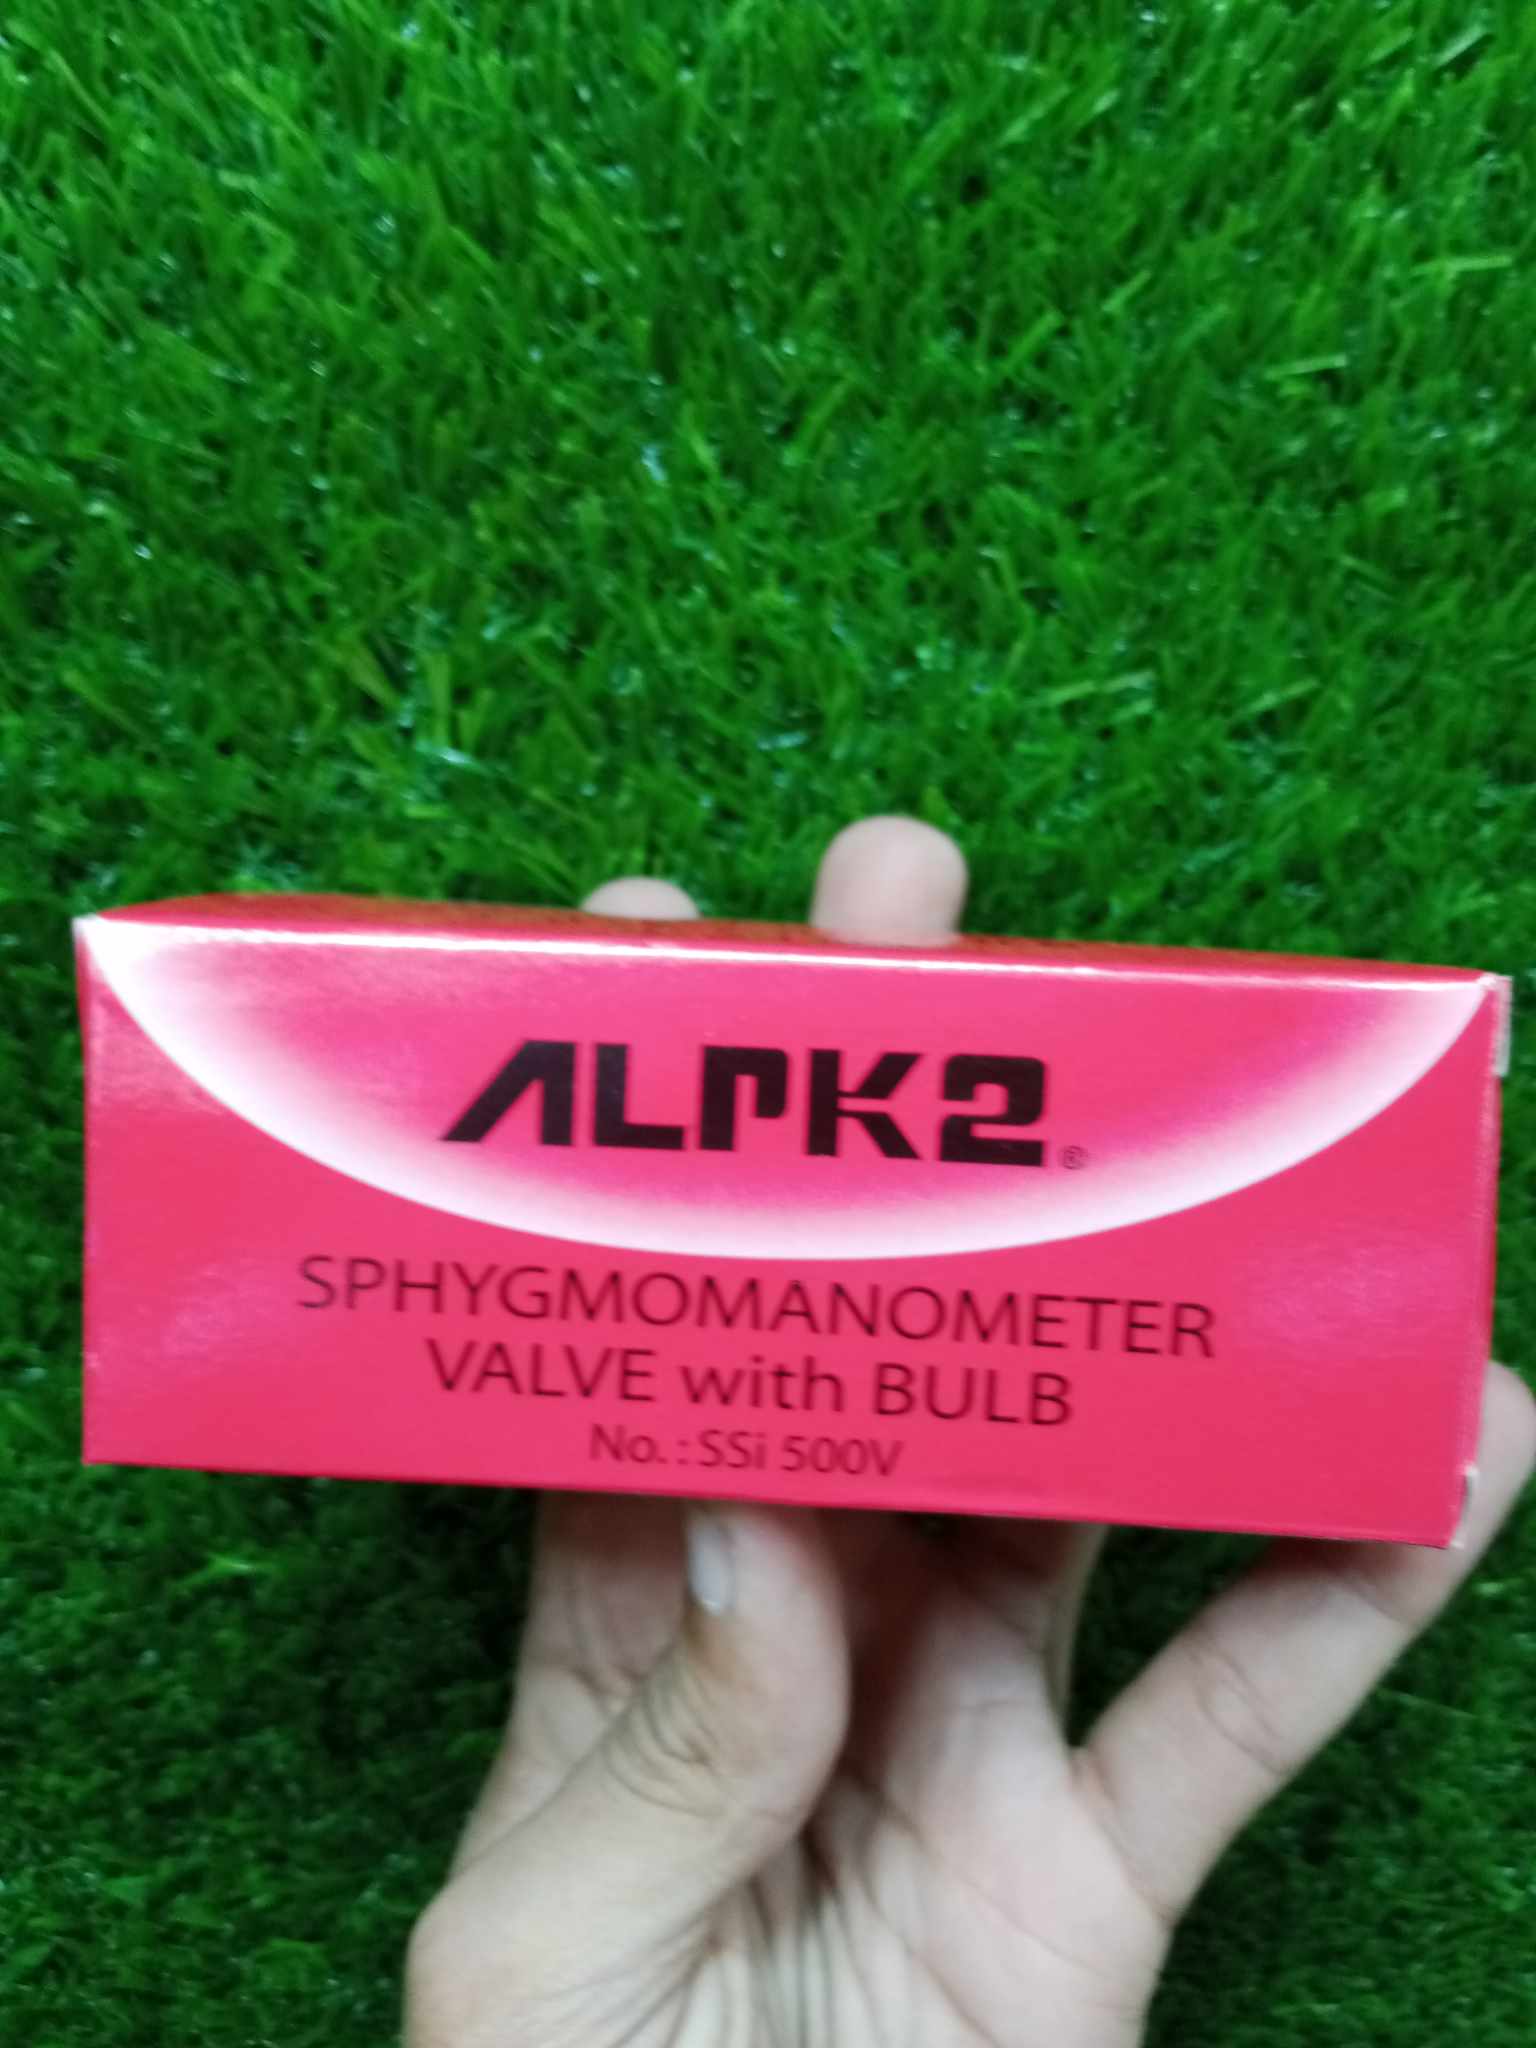 ALPK2®
SPHYGMOMANOMETER
VALVE with BULB
No. : SSi 500V